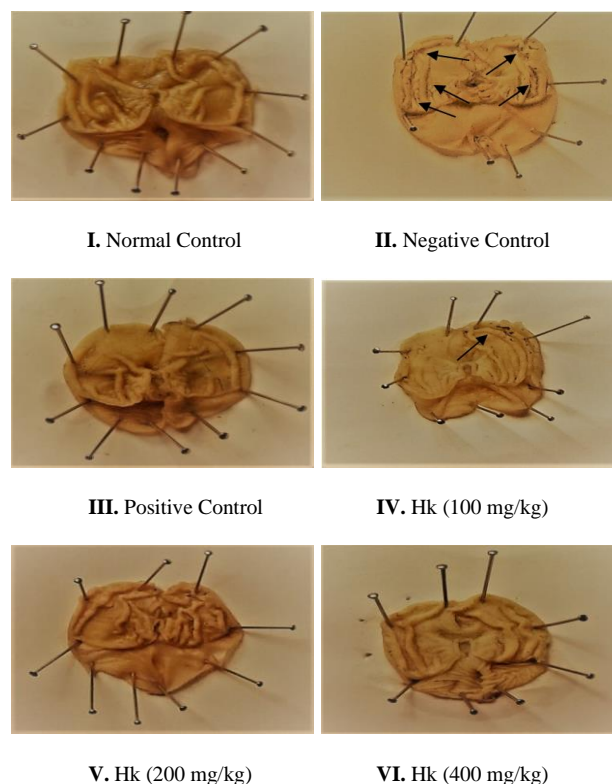 I. Normal Control
II. Negative Control
III. Positive Control
IV. Hk (100 mg/kg)
V. Hk (200 mg/kg)
VI. Hk (400 mg/kg)